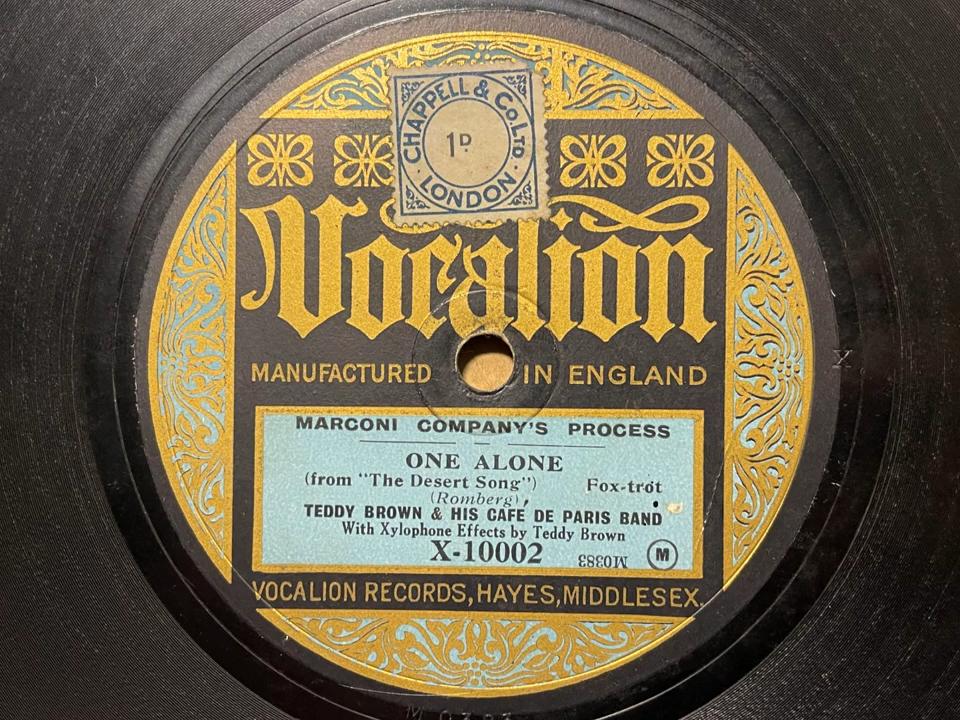 CHAPPELL & CO. LTD.
1D.
LONDON
Vocalion
MANUFACTURED IN ENGLAND
MARCONI COMPANY'S PROCESS
ONE ALONE
(from "The Desert Song") Fox-trot
(Romberg)
TEDDY BROWN & HIS CAFE DE PARIS BAND
With Xylophone Effects by Teddy Brown
X-10002 M0383 M
VOCALION RECORDS, HAYES, MIDDLESEX.
X
M0383